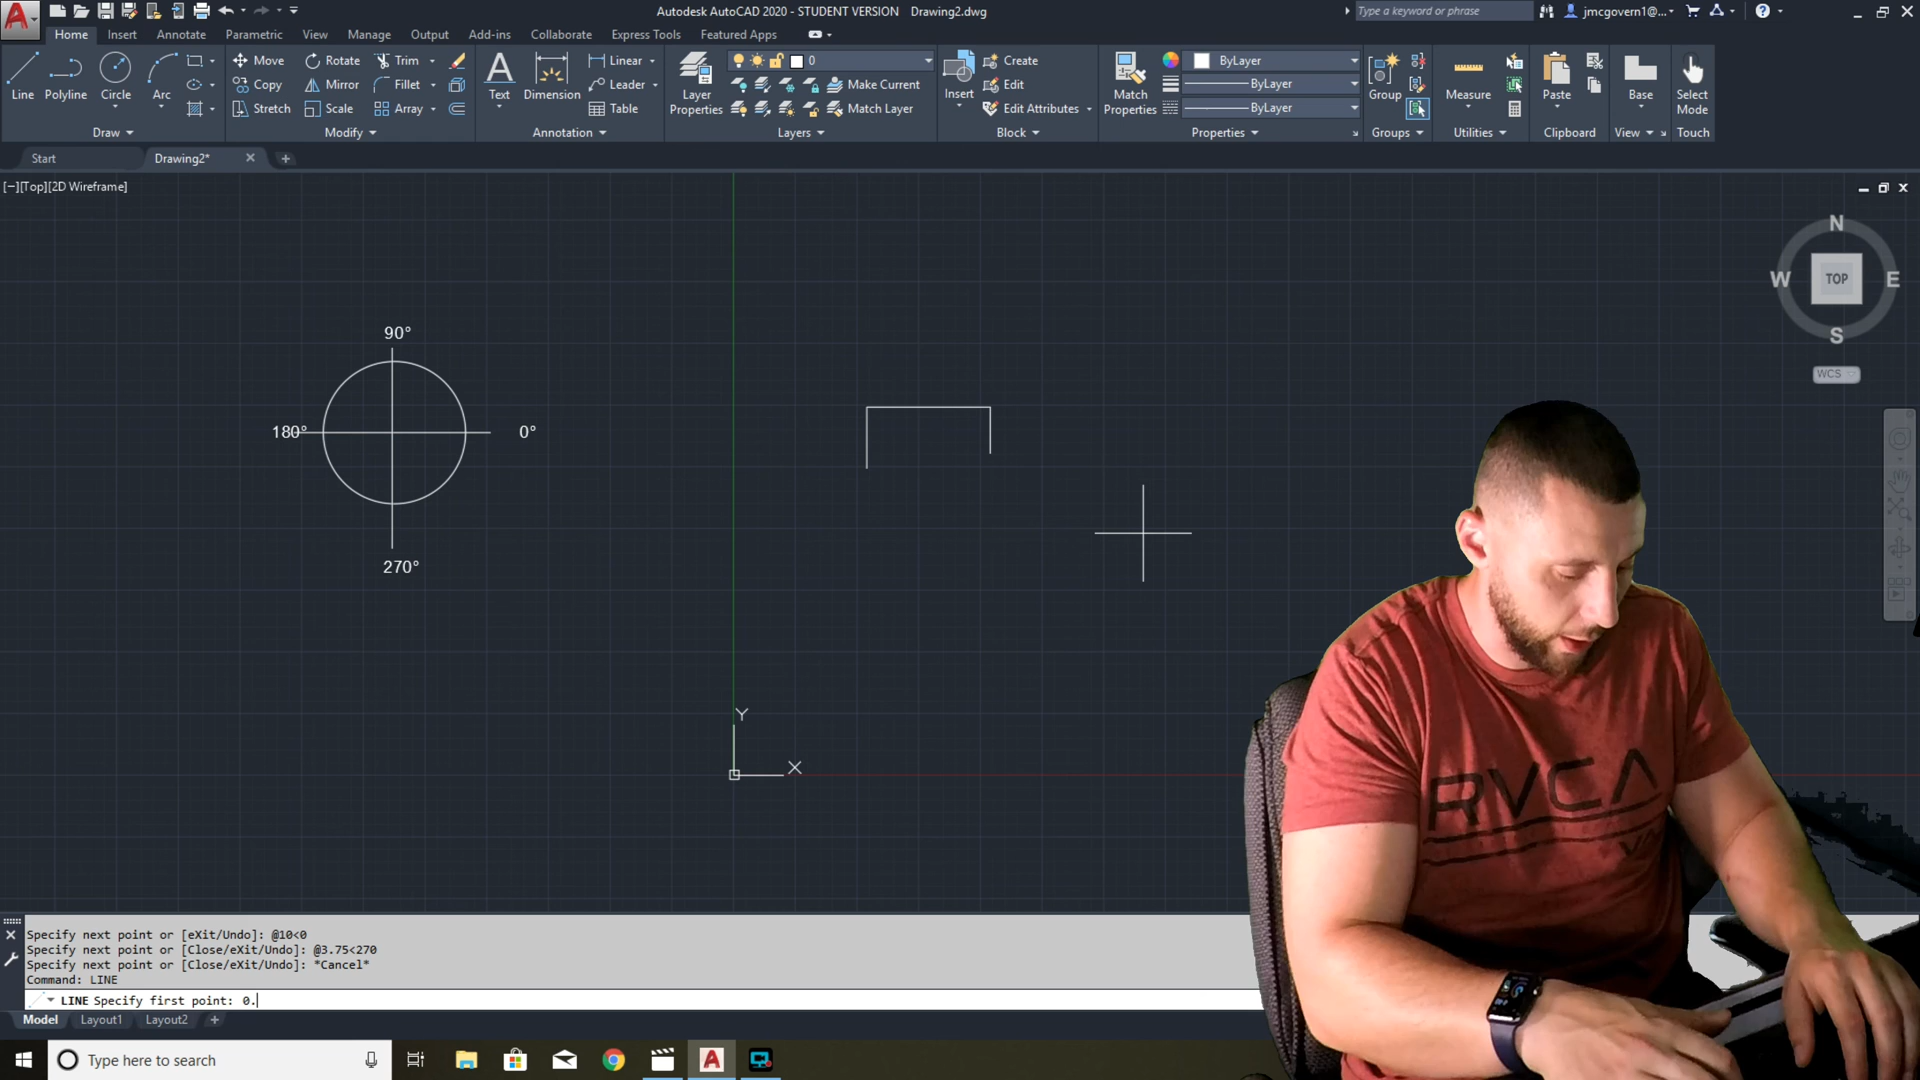 Autodesk AutoCAD 2020 - STUDENT VERSION Drawing2.dwg
Type a keyword or phrase
jmcgovern1@...
Home Insert Annotate Parametric View Manage Output Add-ins Collaborate Express Tools Featured Apps
Line Polyline Circle Arc
Draw
Move Rotate Trim
Copy Mirror Fillet
Stretch Scale Array
Modify
Text Dimension
Linear
Leader
Table
Annotation
Layer Properties
0
Make Current
Match Layer
Layers
Insert
Create
Edit
Edit Attributes
Block
Match Properties
ByLayer
ByLayer
ByLayer
Properties
Group
Groups
Measure
Utilities
Paste
Clipboard
Base
View
Select Mode
Touch
Start Drawing2*
[−][Top][2D Wireframe]
N
W TOP E
S
WCS
90°
180° 0°
270°
Y
X
RVCA
Specify next point or [eXit/Undo]: @10<0
Specify next point or [Close/eXit/Undo]: @3.75<270
Specify next point or [Close/eXit/Undo]: *Cancel*
Command: LINE
LINE Specify first point: 0.
Model Layout1 Layout2
Type here to search